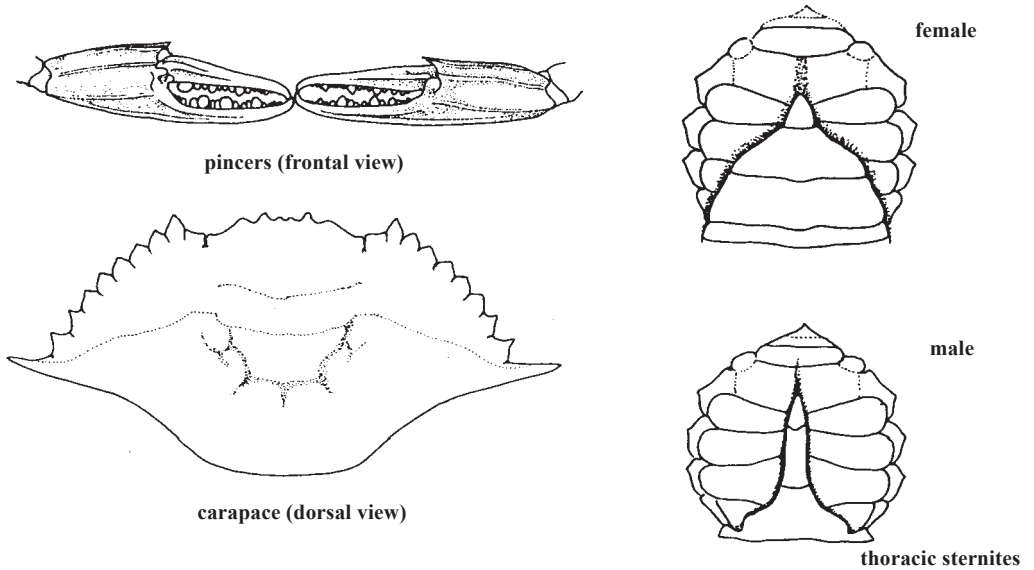 pincers (frontal view)
carapace (dorsal view)
female
male
thoracic sternites